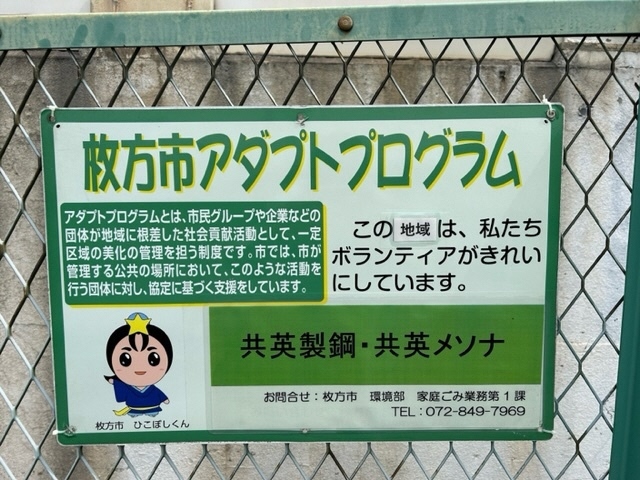 枚方市アダプトプログラム
アダプトプログラムとは、市民グループや企業などの
団体が地域に根差した社会貢献活動として、一定
区域の美化の管理を担う制度です。市では、市が
管理する公共の場所において、このような活動を
行う団体に対し、協定に基づく支援をしています。
この 地域 は、私たち
ボランティアがきれい
にしています。
共英製鋼・共英メソナ
お問合せ：枚方市 環境部 家庭ごみ業務第1課
TEL：072-849-7969
枚方市 ひこぼしくん